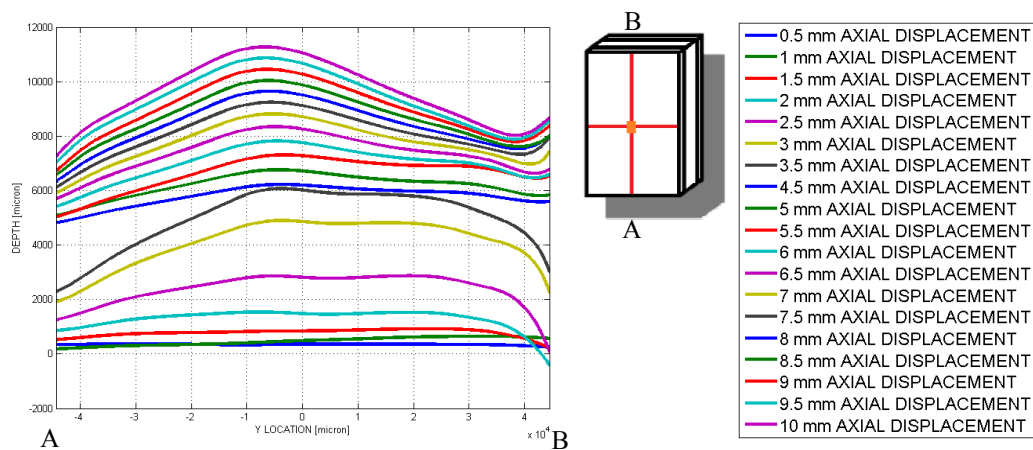 12000
10000
8000
6000
4000
2000
0
-2000
DEPTH [micron]
-4 -3 -2 -1 0 1 2 3 4
Y LOCATION [micron]
x 10^4
A
B
B
A
0.5 mm AXIAL DISPLACEMENT
1 mm AXIAL DISPLACEMENT
1.5 mm AXIAL DISPLACEMENT
2 mm AXIAL DISPLACEMENT
2.5 mm AXIAL DISPLACEMENT
3 mm AXIAL DISPLACEMENT
3.5 mm AXIAL DISPLACEMENT
4.5 mm AXIAL DISPLACEMENT
5 mm AXIAL DISPLACEMENT
5.5 mm AXIAL DISPLACEMENT
6 mm AXIAL DISPLACEMENT
6.5 mm AXIAL DISPLACEMENT
7 mm AXIAL DISPLACEMENT
7.5 mm AXIAL DISPLACEMENT
8 mm AXIAL DISPLACEMENT
8.5 mm AXIAL DISPLACEMENT
9 mm AXIAL DISPLACEMENT
9.5 mm AXIAL DISPLACEMENT
10 mm AXIAL DISPLACEMENT